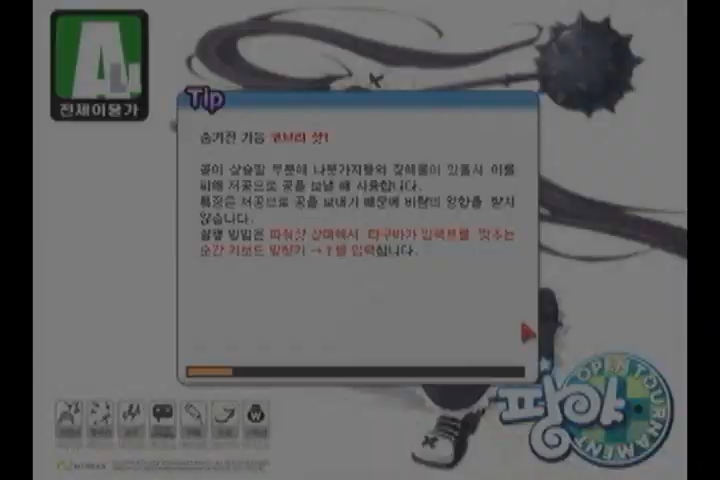 전체이용가
Tip
숨겨진 기능 코브라 샷!
공이 상승할 부분에 나뭇가지등의 장애물이 있을시 이를
피해 저공으로 공을 보낼 때 사용합니다.
특징은 저공으로 공을 보내기 때문에 바람의 영향을 받지
않습니다.
실행 방법은 파워샷 상태에서 타구바가 임팩트를 맞추는
순간 키보드 방향키 → ↑를 입력합니다.
팡야
OPEN TOURNAMENT